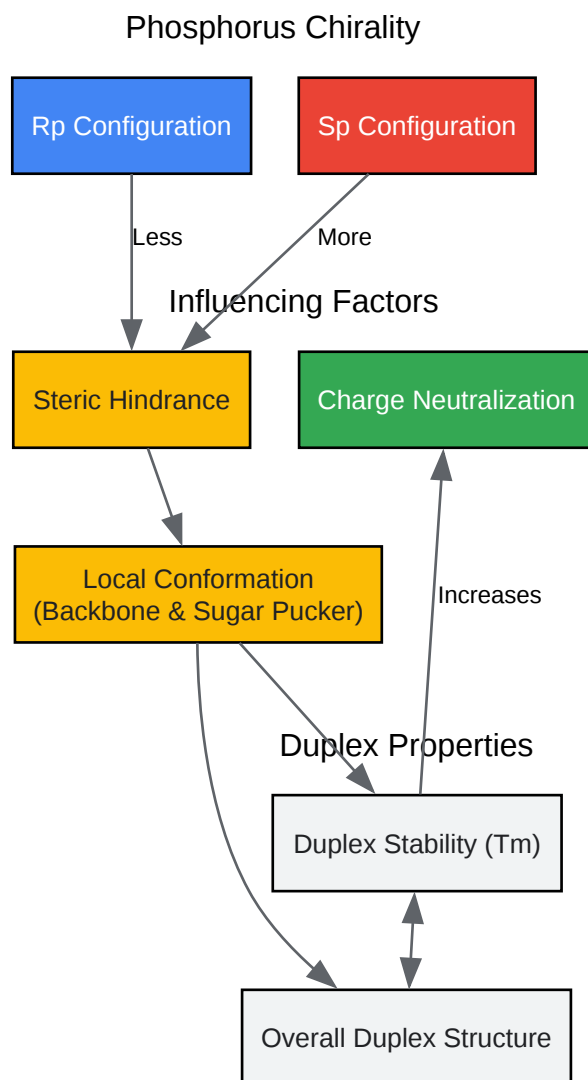 Phosphorus Chirality
Rp Configuration
Sp Configuration
Less
More
Influencing Factors
Steric Hindrance
Charge Neutralization
Local Conformation
(Backbone & Sugar Pucker)
Increases
Duplex Properties
Duplex Stability (Tm)
Overall Duplex Structure